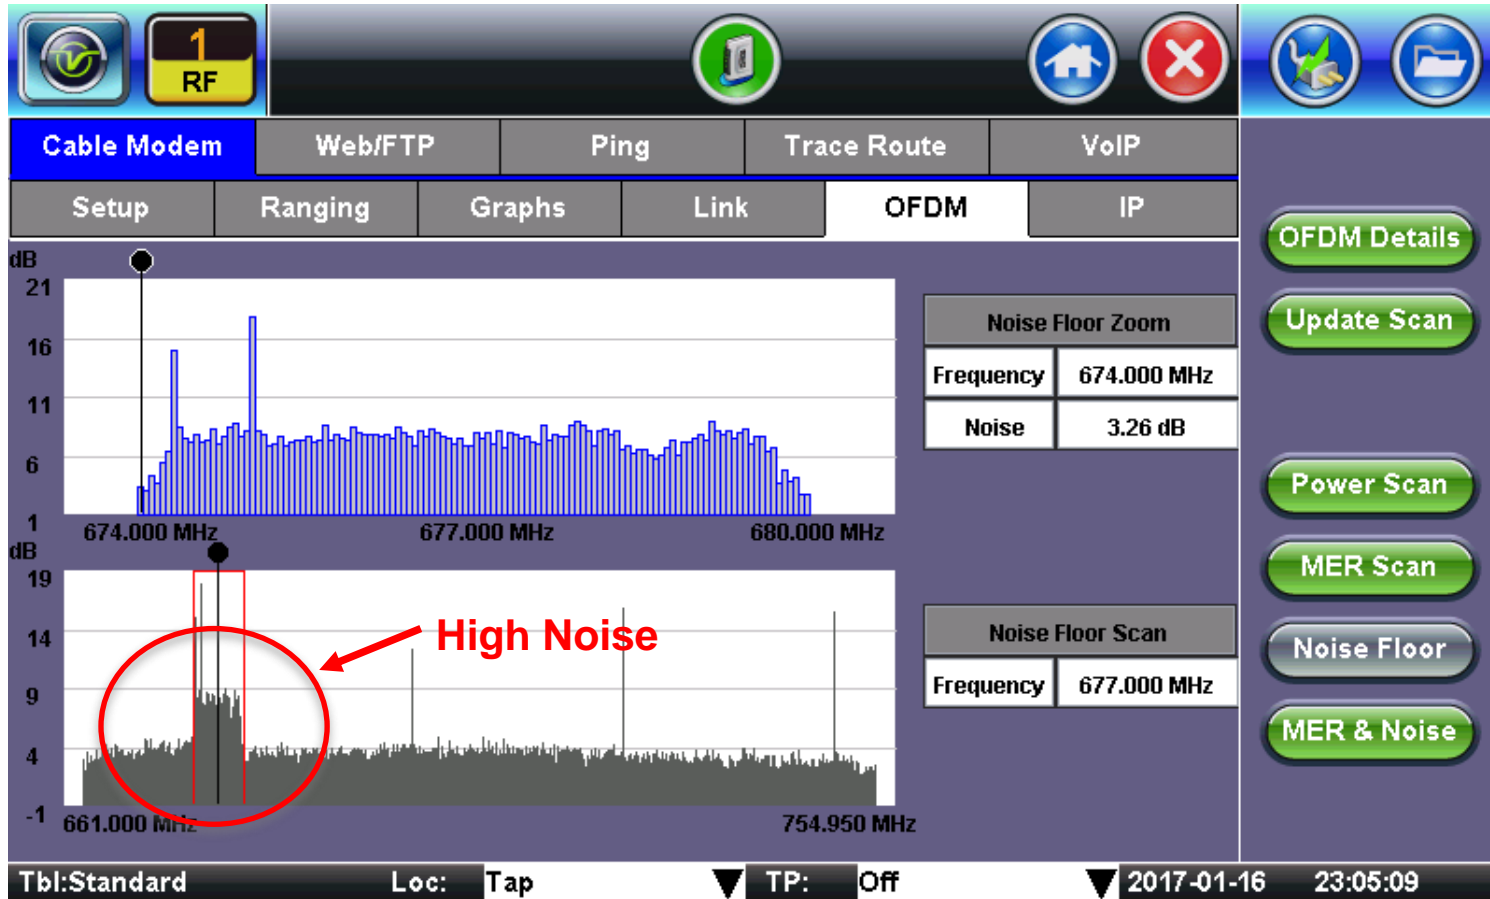 1
RF
Cable Modem Web/FTP Ping Trace Route VoIP
Setup Ranging Graphs Link OFDM IP
OFDM Details
Update Scan
Power Scan
MER Scan
Noise Floor
MER & Noise
dB
21
16
11
6
1
674.000 MHz 677.000 MHz 680.000 MHz
Noise Floor Zoom
Frequency 674.000 MHz
Noise 3.26 dB
dB
19
14
9
4
-1
High Noise
661.000 MHz 754.950 MHz
Noise Floor Scan
Frequency 677.000 MHz
Tbl:Standard Loc: Tap TP: Off 2017-01-16 23:05:09